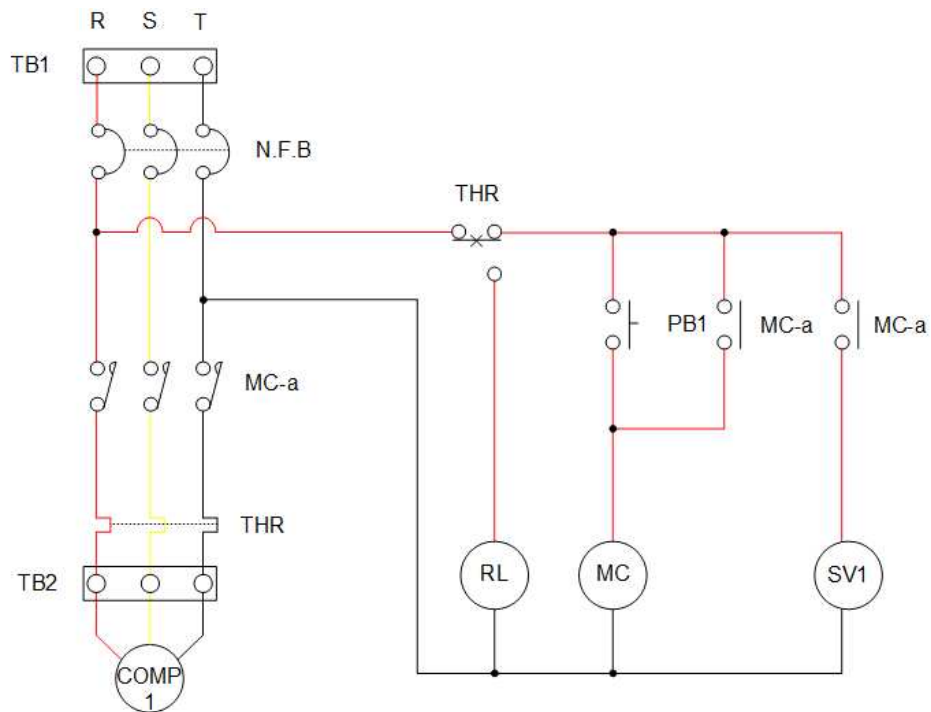 R S T
TB1
N.F.B
THR
PB1 MC-a MC-a
MC-a
THR
TB2 RL MC SV1
COMP
1